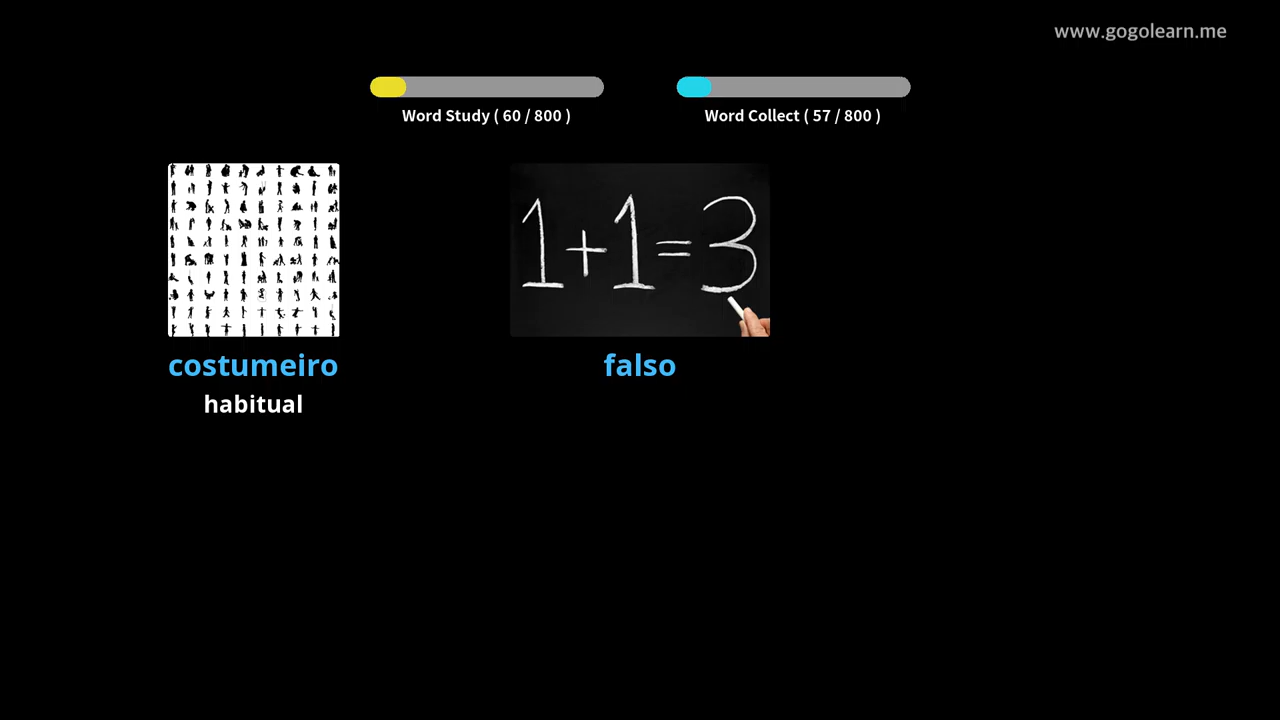 www.gogolearn.me
Word Study ( 60 / 800 )
Word Collect ( 57 / 800 )
1+1=3
costumeiro
falso
habitual